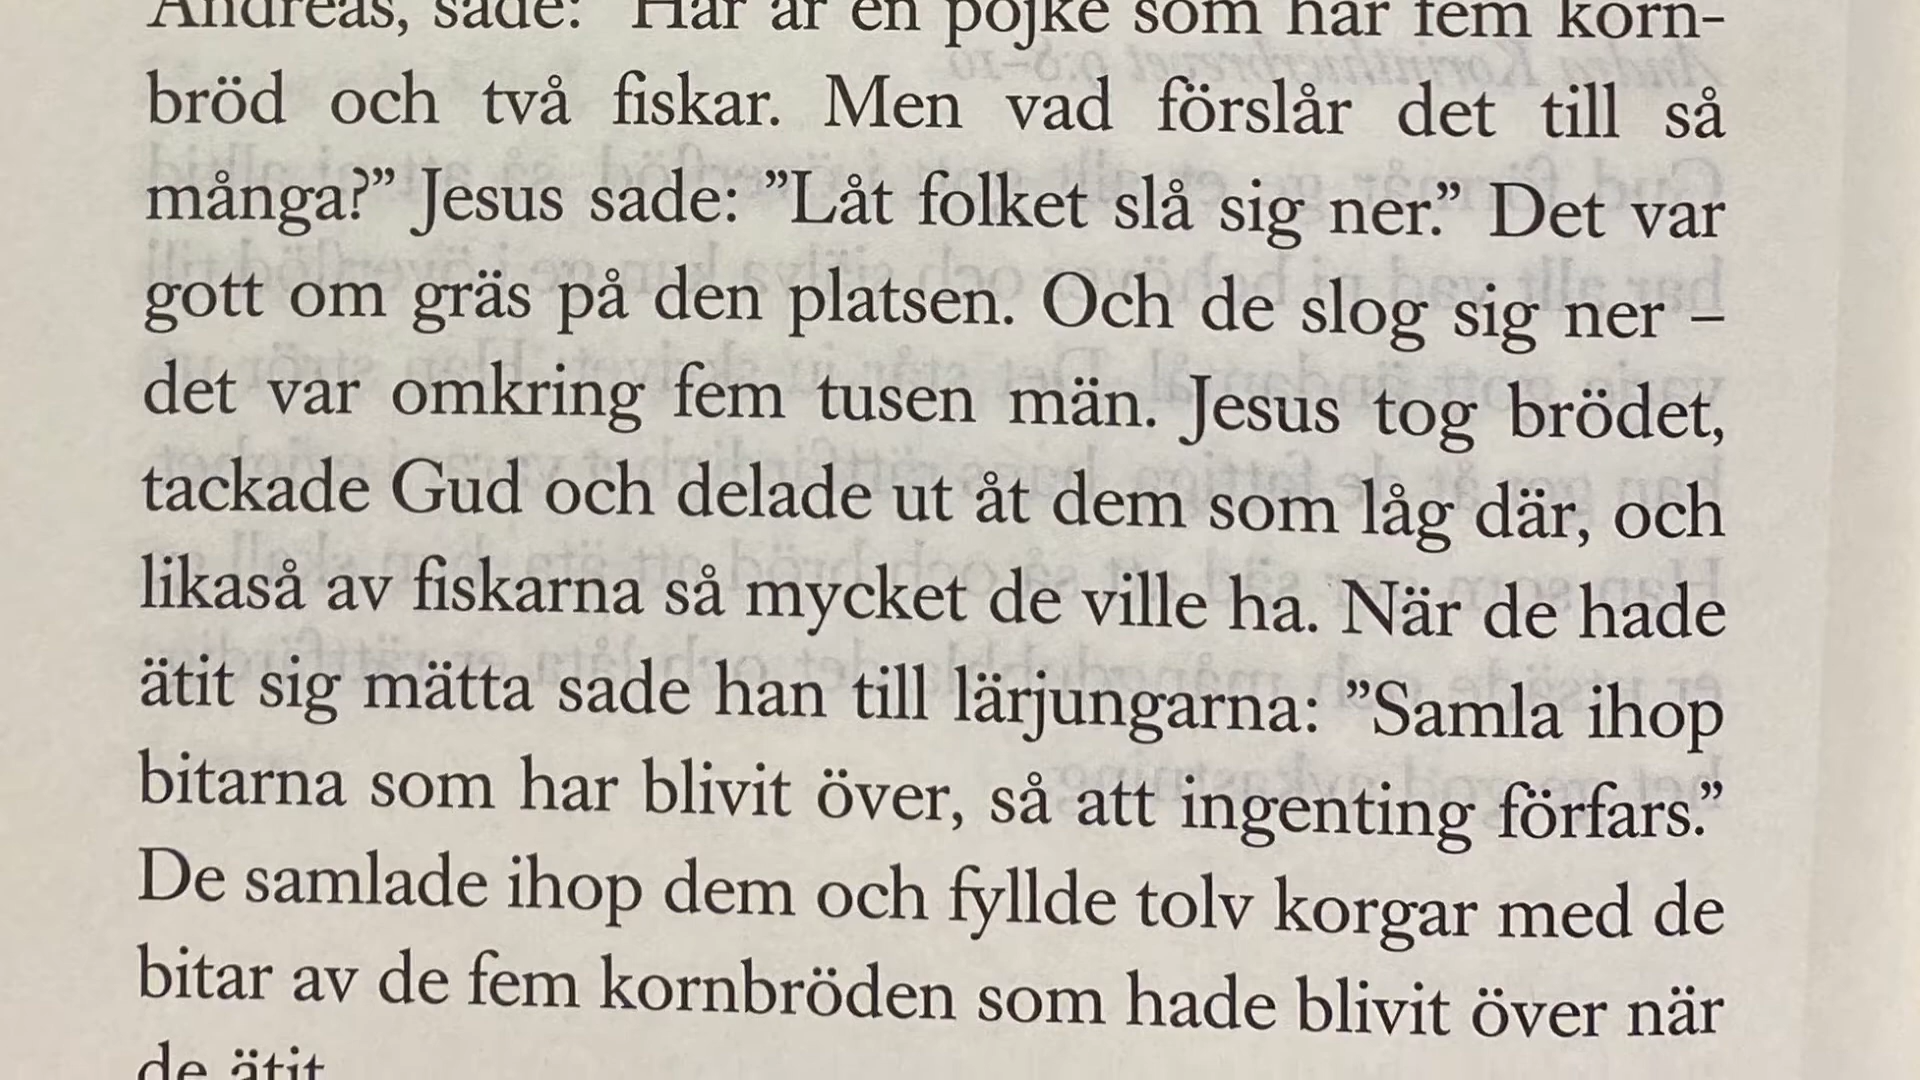 Andreas, sade: ”Här är en pojke som har fem korn-
bröd och två fiskar. Men vad förslår det till så
många?” Jesus sade: ”Låt folket slå sig ner.” Det var
gott om gräs på den platsen. Och de slog sig ner –
det var omkring fem tusen män. Jesus tog brödet,
tackade Gud och delade ut åt dem som låg där, och
likaså av fiskarna så mycket de ville ha. När de hade
ätit sig mätta sade han till lärjungarna: ”Samla ihop
bitarna som har blivit över, så att ingenting förfars.”
De samlade ihop dem och fyllde tolv korgar med de
bitar av de fem kornbröden som hade blivit över när
de ätit.